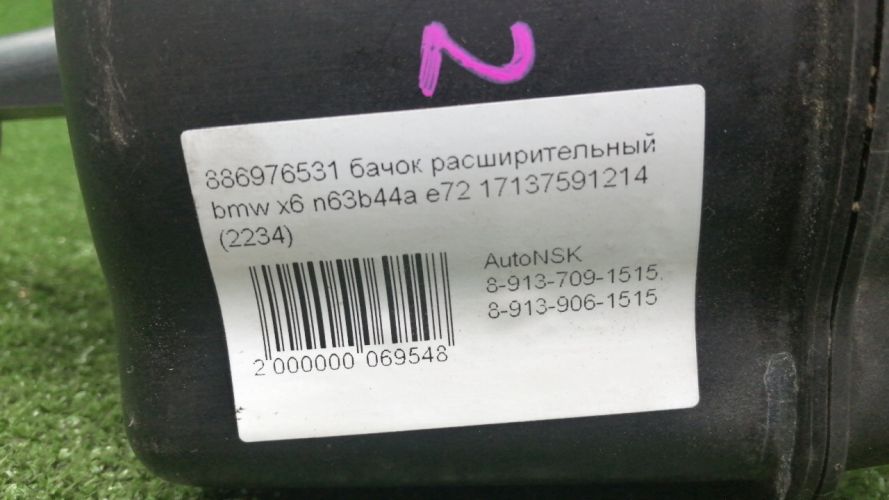 N
886976531 бачок расширительный
bmw x6 n63b44a e72 17137591214
(2234)
AutoNSK
8-913-709-1515,
8-913-906-1515
2 000000 069548